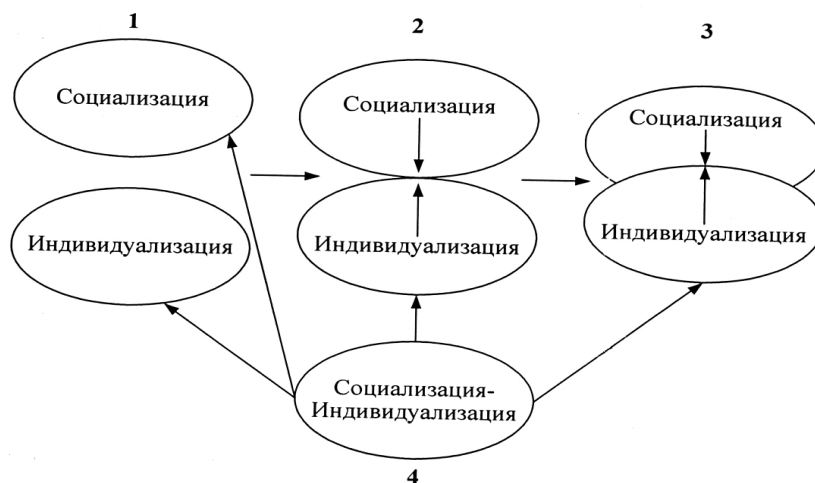 1
2
3
Социализация
Социализация
Социализация
Индивидуализация
Индивидуализация
Индивидуализация
Социализация-
Индивидуализация
4